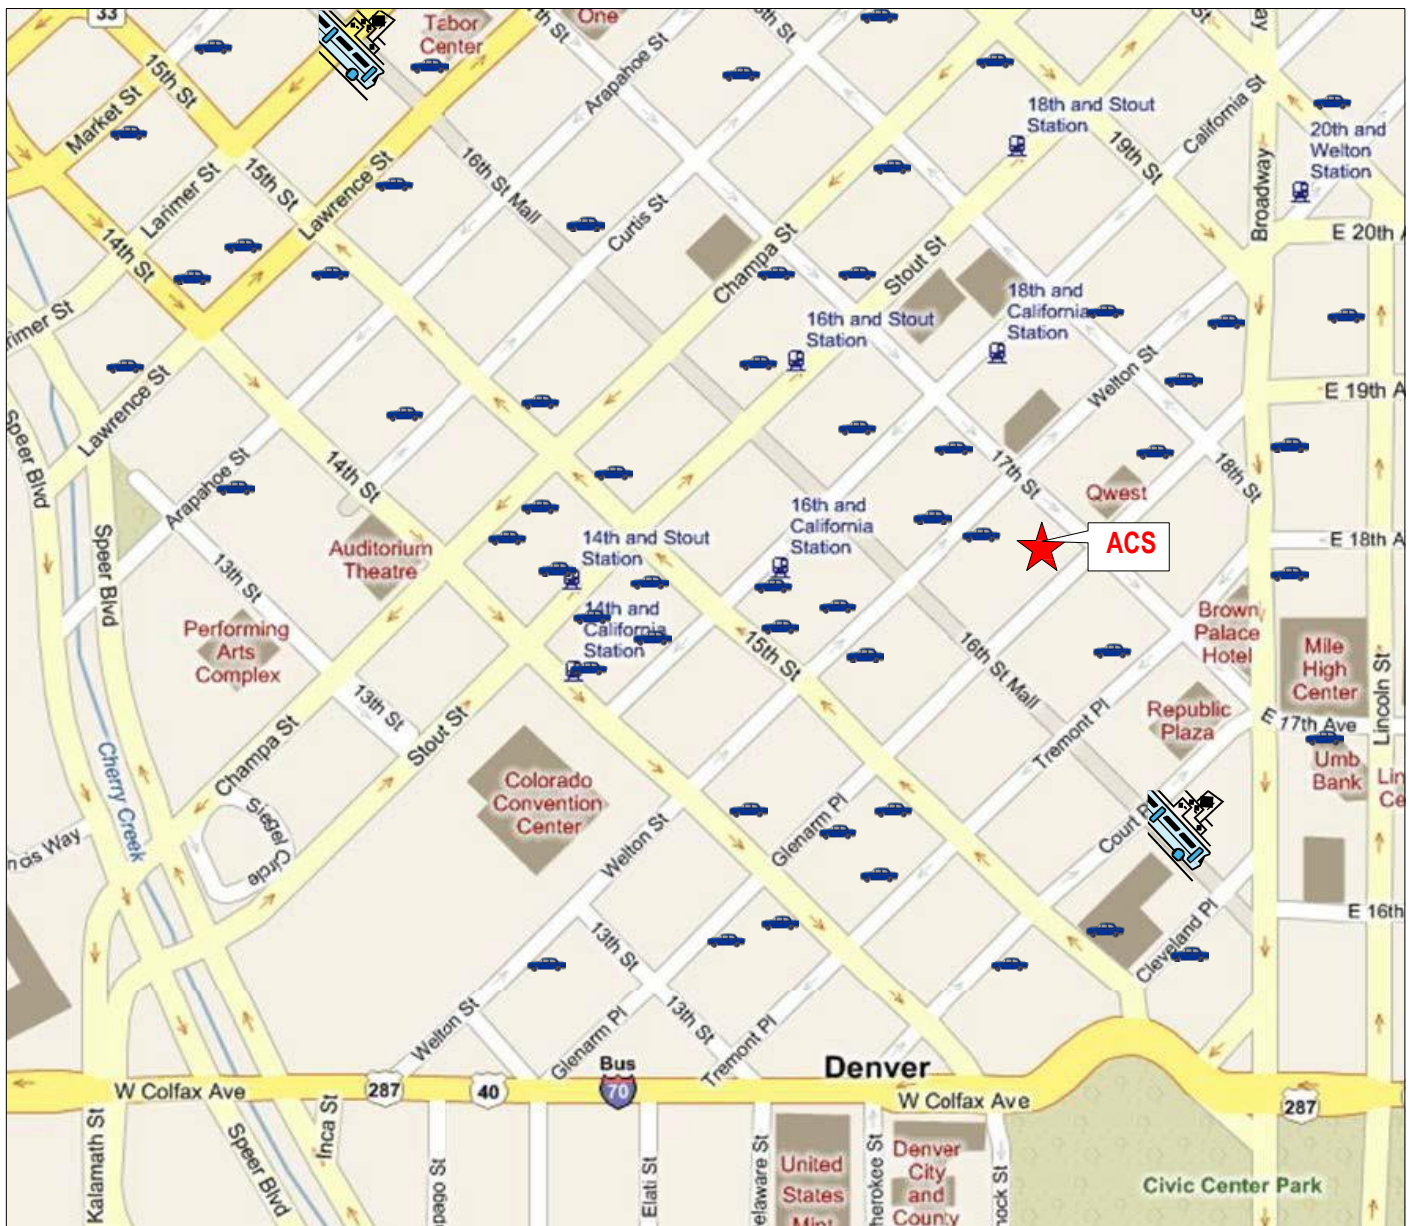 33
Tabor
Center
One
15th St
Market St
Arapahoe St
18th and Stout
Station
California St
20th and
Welton
Station
16th St Mall
19th St
Broadway
15th St
Lawrence St
Larimer St
Curtis St
E 20th A
14th St
Champa St
Stout St
18th and
California
Station
16th and Stout
Station
Welton St
E 19th A
Lawrence St
Speer Blvd
Arapahoe St
14th St
17th St
18th St
Qwest
16th and
California
Station
ACS
E 18th A
Auditorium
Theatre
14th and Stout
Station
Speer Blvd
13th St
14th and
California
Station
Brown
Palace
Hotel
Performing
Arts
Complex
15th St
16th St Mall
Mile
High
Center
Lincoln St
13th St
Stout St
Republic
Plaza
E 17th Ave
Tremont Pl
Champa St
Cherry Creek
Colorado
Convention
Center
Umb
Bank
Siegel Circle
Welton St
Glenarm Pl
Court P
E 16th
Cleveland Pl
13th St
Welton St
Glenarm Pl
13th St
Tremont Pl
Bus
70
Denver
W Colfax Ave
287
40
W Colfax Ave
287
Kalamath St
Speer Blvd
Inca St
Elati St
United
States
Mint
Denver
City
and
County
Civic Center Park